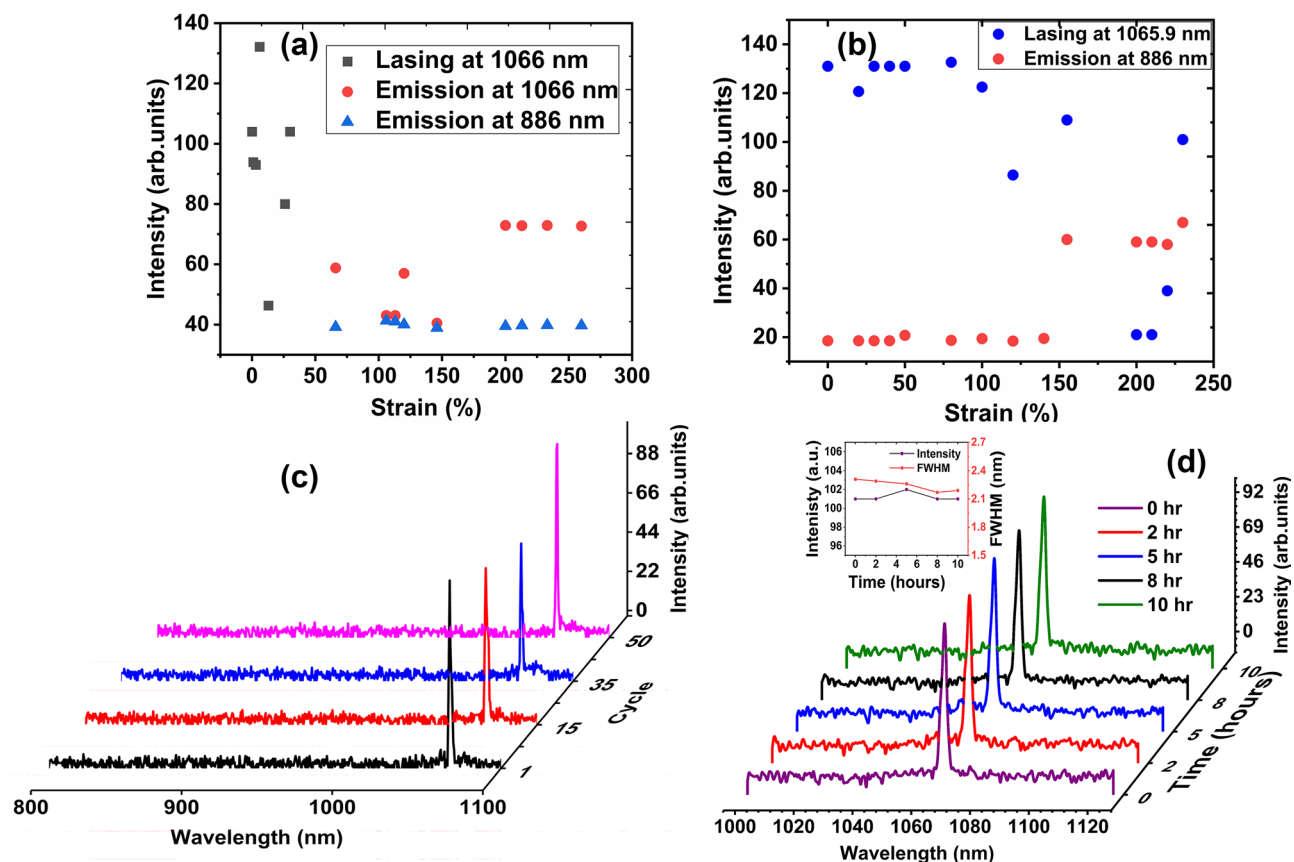 (a)
Lasing at 1066 nm
Emission at 1066 nm
Emission at 886 nm
140
120
100
80
60
40
Intensity (arb.units)
0 50 100 150 200 250 300
Strain (%)
(b)
Lasing at 1065.9 nm
Emission at 886 nm
140
120
100
80
60
40
20
Intensity (arb.units)
0 50 100 150 200 250
Strain (%)
(c)
88
66
44
22
0
Intensity (arb.units)
50
35
15
1
Cycle
800 900 1000 1100
Wavelength (nm)
(d)
106
104
102
100
98
96
Intenisty (a.u.)
Intensity
FWHM
2.7
2.4
2.1
1.8
1.5
FWHM (nm)
0 2 4 6 8 10
Time (hours)
0 hr
2 hr
5 hr
8 hr
10 hr
92
69
46
23
0
Intensity (arb.units)
10
8
5
2
0
Time (hours)
1000 1020 1040 1060 1080 1100 1120
Wavelength (nm)